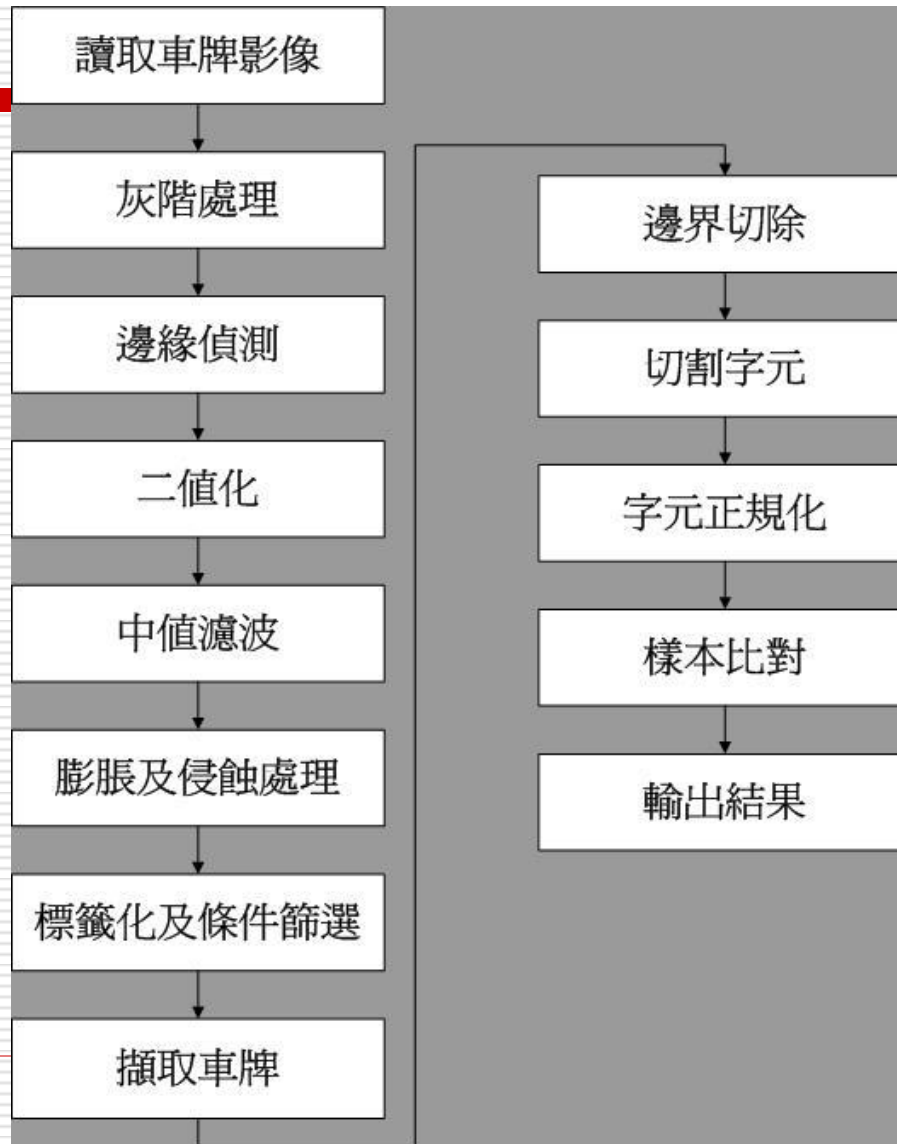 讀取車牌影像
灰階處理
邊緣偵測
二值化
中值濾波
膨脹及侵蝕處理
標籤化及條件篩選
擷取車牌
邊界切除
切割字元
字元正規化
樣本比對
輸出結果